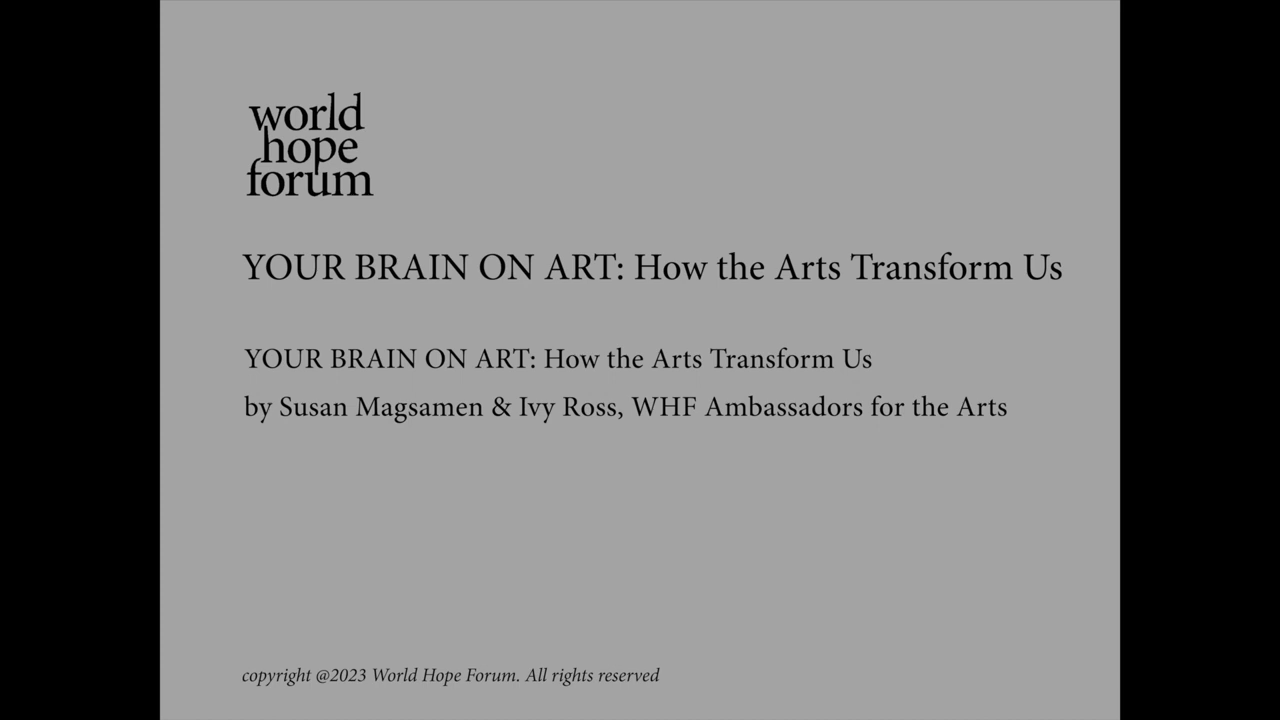 world
hope
forum
YOUR BRAIN ON ART: How the Arts Transform Us
YOUR BRAIN ON ART: How the Arts Transform Us
by Susan Magsamen & Ivy Ross, WHF Ambassadors for the Arts
copyright @2023 World Hope Forum. All rights reserved